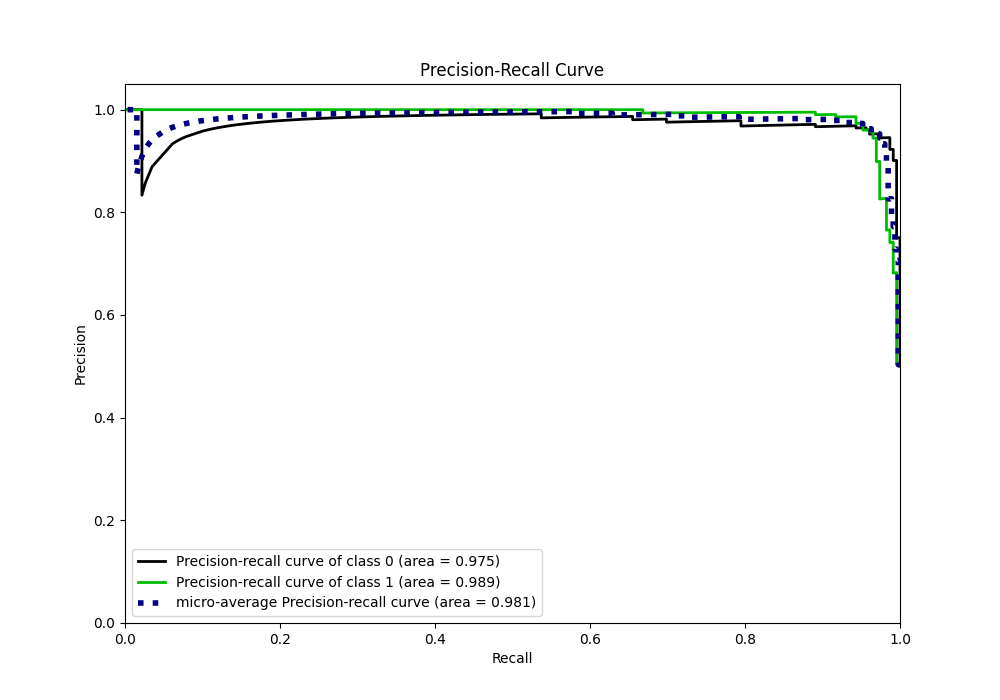 Precision-Recall Curve
1.0
0.8
0.6
0.4
0.2
0.0
Precision
Precision-recall curve of class 0 (area = 0.975)
Precision-recall curve of class 1 (area = 0.989)
micro-average Precision-recall curve (area = 0.981)
0.0 0.2 0.4 0.6 0.8 1.0
Recall